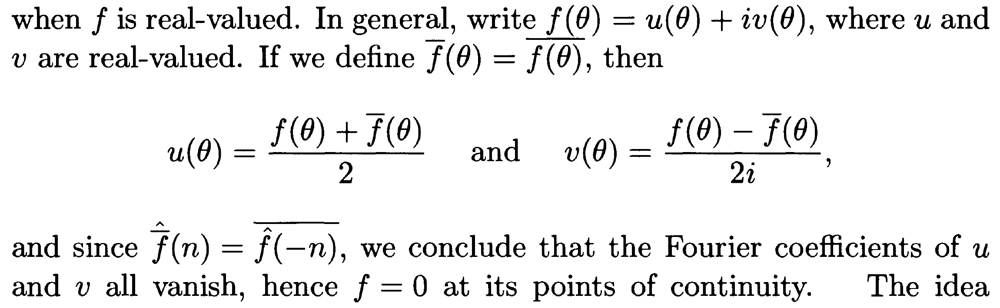 when $f$ is real-valued. In general, write $f(\theta) = u(\theta) + iv(\theta)$, where $u$ and
$v$ are real-valued. If we define $\overline{f}(\theta) = \overline{f(\theta)}$, then
$$u(\theta) = \frac{f(\theta) + \overline{f}(\theta)}{2} \quad \text{and} \quad v(\theta) = \frac{f(\theta) - \overline{f}(\theta)}{2i},$$
and since $\hat{\overline{f}}(n) = \overline{\hat{f}(-n)}$, we conclude that the Fourier coefficients of $u$
and $v$ all vanish, hence $f = 0$ at its points of continuity. The idea